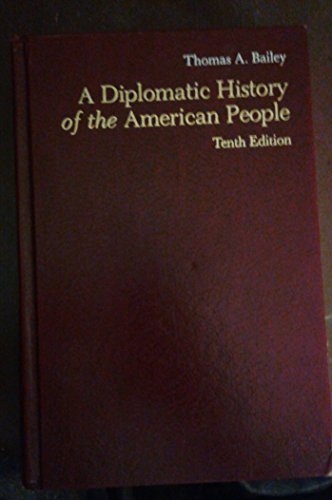 Thomas A. Bailey
A Diplomatic History
of the American People
Tenth Edition